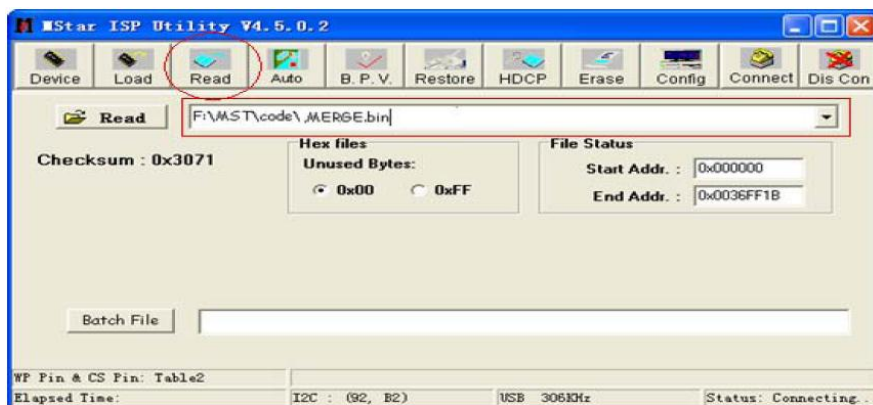 MStar ISP Utility V4.5.0.2
Device Load Read Auto B. P. V. Restore HDCP Erase Config Connect Dis Con
Read F:\MST\code\,MERGE.bin
Checksum : 0x3071
Hex files
Unused Bytes:
0x00 0xFF
File Status
Start Addr. : 0x000000
End Addr. : 0x0036FF1B
Batch File
WP Pin & CS Pin: Table2
Elapsed Time: I2C : (92, B2) USB 306KHz Status: Connecting..